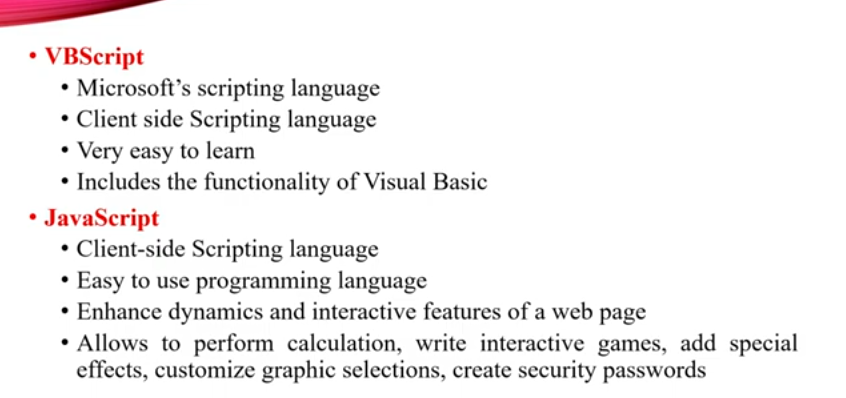 • VBScript
• Microsoft’s scripting language
• Client side Scripting language
• Very easy to learn
• Includes the functionality of Visual Basic
• JavaScript
• Client-side Scripting language
• Easy to use programming language
• Enhance dynamics and interactive features of a web page
• Allows to perform calculation, write interactive games, add special
effects, customize graphic selections, create security passwords